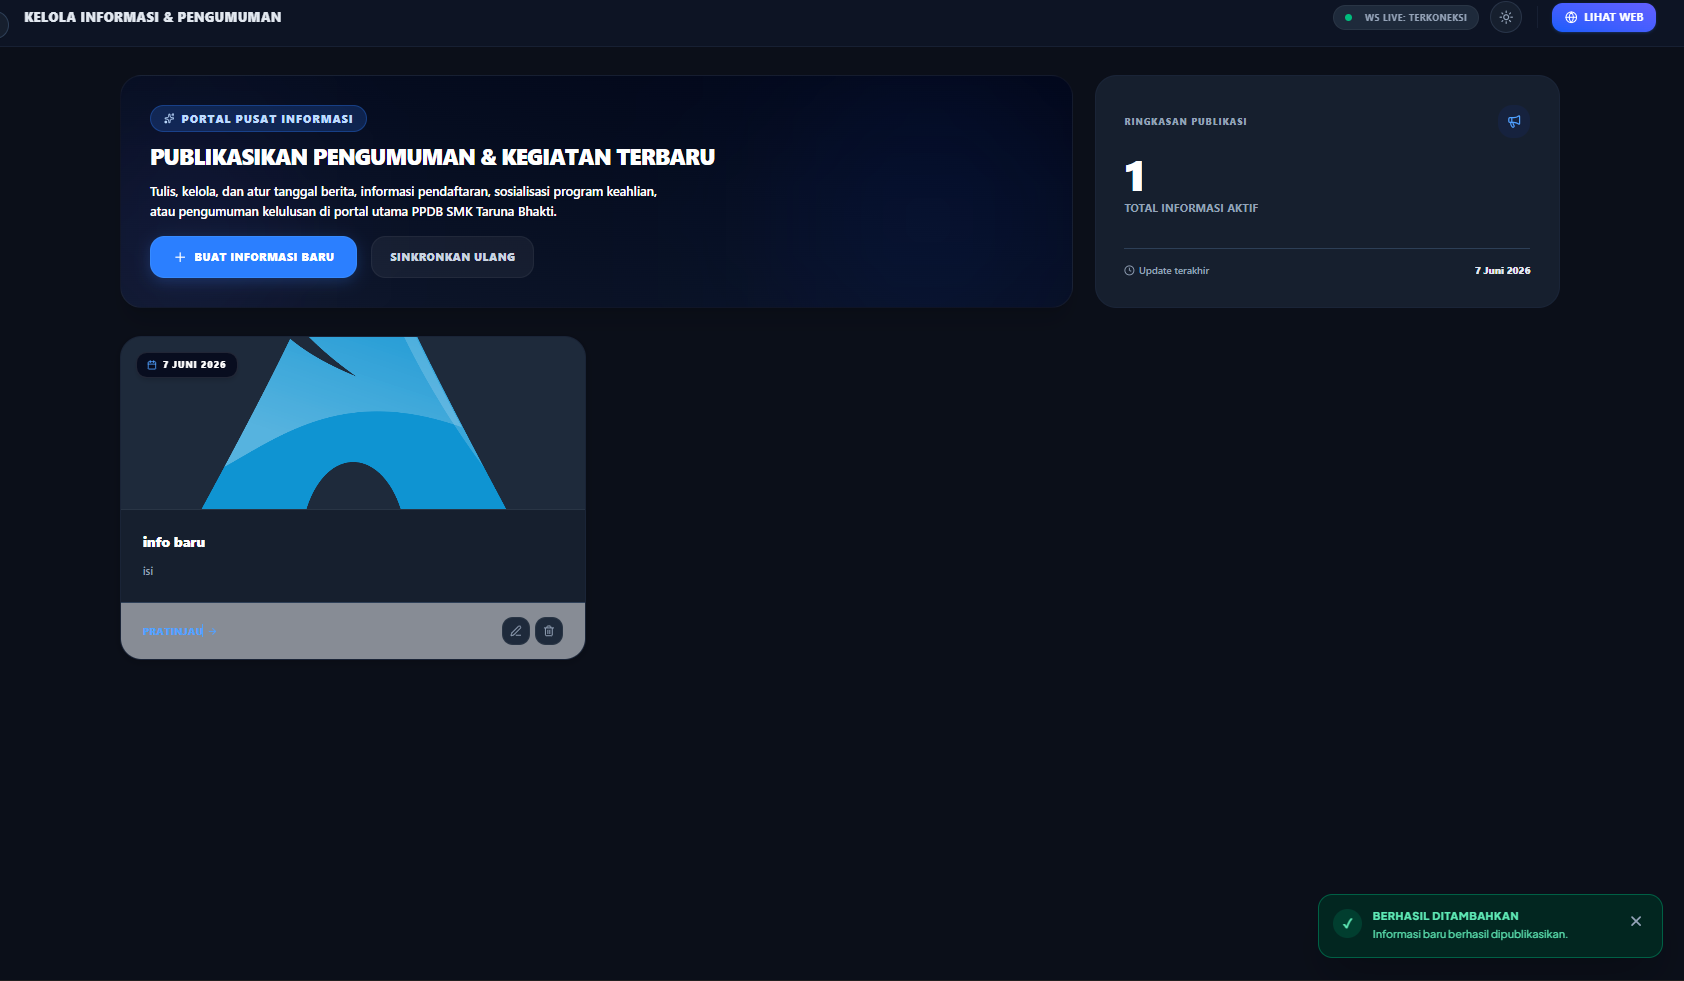 KELOLA INFORMASI & PENGUMUMAN
WS LIVE: TERKONEKSI
LIHAT WEB
PORTAL PUSAT INFORMASI
PUBLIKASIKAN PENGUMUMAN & KEGIATAN TERBARU
Tulis, kelola, dan atur tanggal berita, informasi pendaftaran, sosialisasi program keahlian,
atau pengumuman kelulusan di portal utama PPDB SMK Taruna Bhakti.
BUAT INFORMASI BARU
SINKRONKAN ULANG
RINGKASAN PUBLIKASI
1
TOTAL INFORMASI AKTIF
Update terakhir
7 Juni 2026
7 JUNI 2026
info baru
isi
PRATINJAU
BERHASIL DITAMBAHKAN
Informasi baru berhasil dipublikasikan.